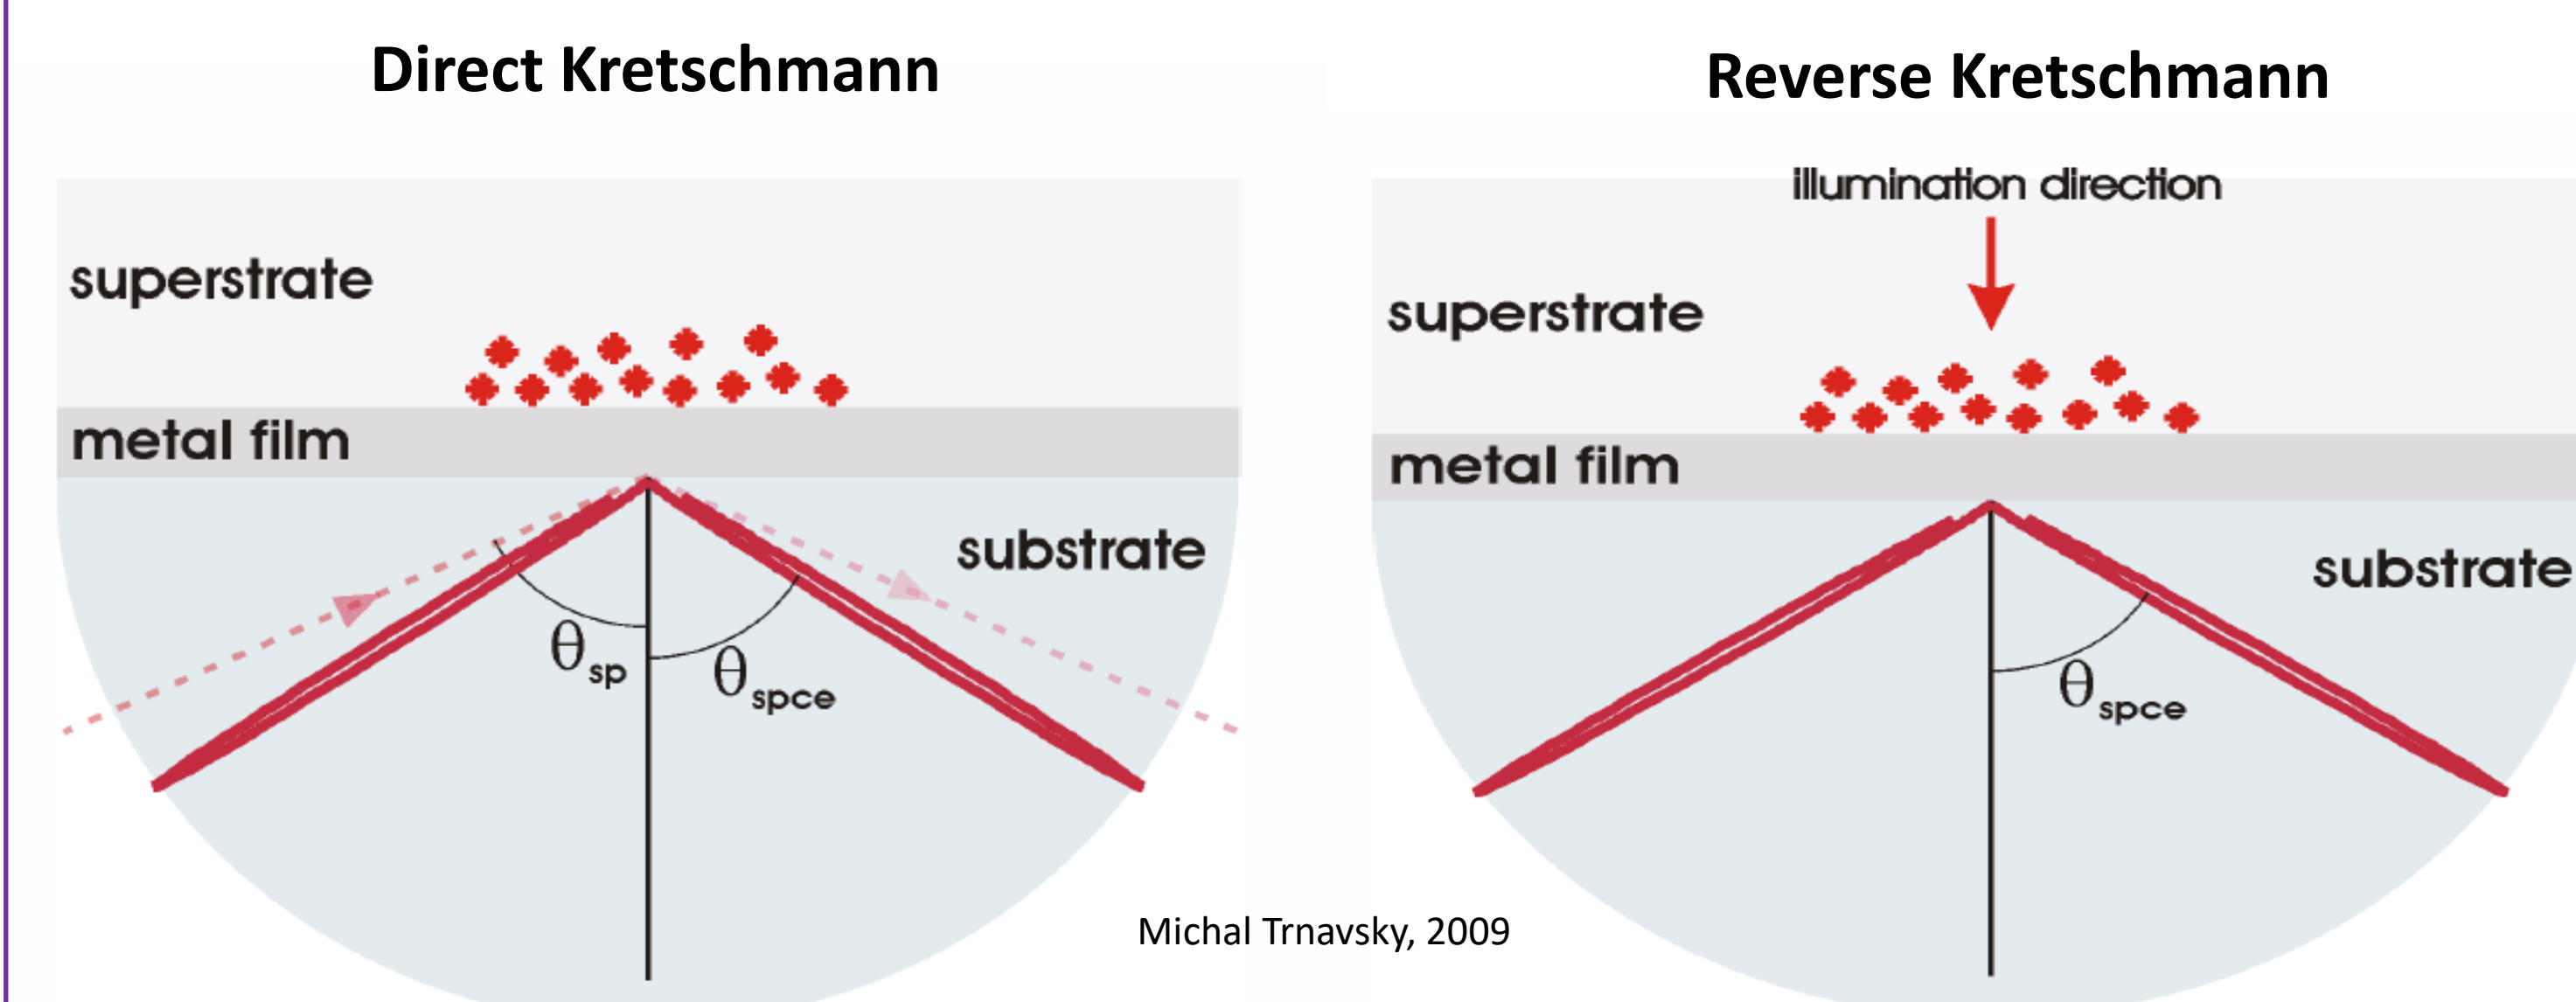 Direct Kretschmann
Reverse Kretschmann
illumination direction
superstrate
superstrate
metal film
metal film
substrate
substrate
θsp
θspce
θspce
Michal Trnavsky, 2009